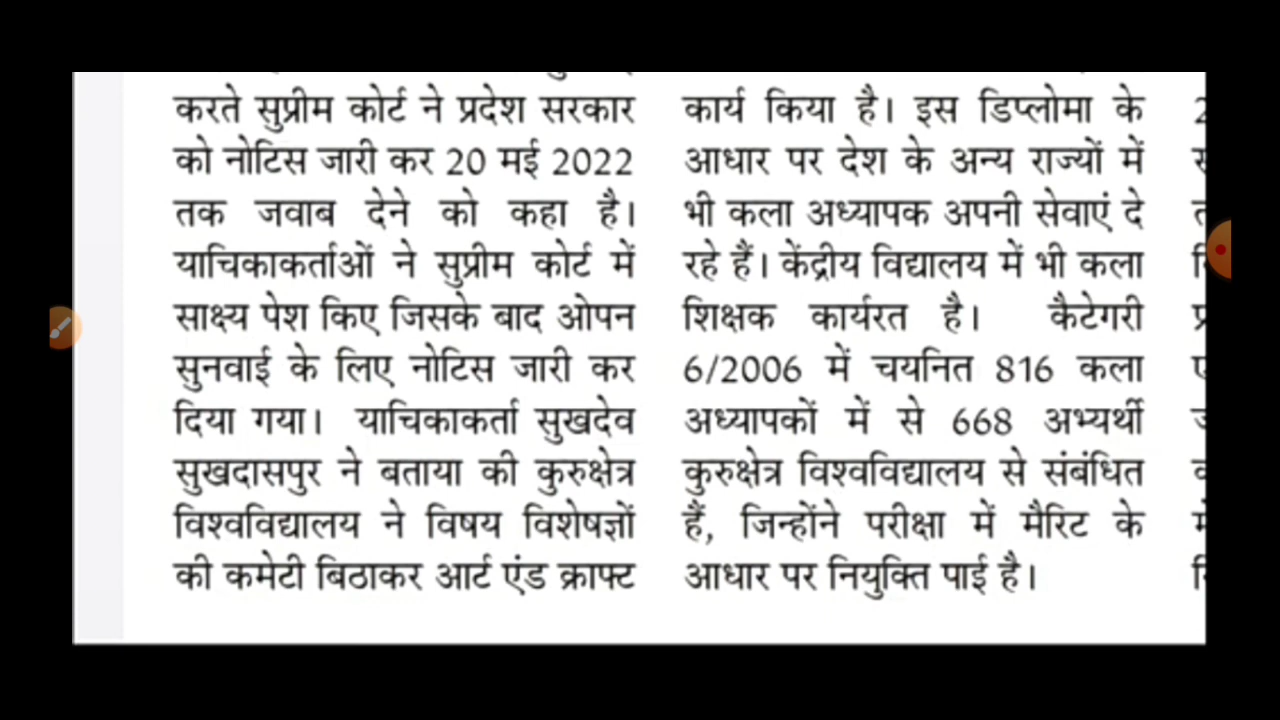 करते सुप्रीम कोर्ट ने प्रदेश सरकार
को नोटिस जारी कर 20 मई 2022
तक जवाब देने को कहा है।
याचिकाकर्ताओं ने सुप्रीम कोर्ट में
साक्ष्य पेश किए जिसके बाद ओपन
सुनवाई के लिए नोटिस जारी कर
दिया गया। याचिकाकर्ता सुखदेव
सुखदासपुर ने बताया की कुरुक्षेत्र
विश्वविद्यालय ने विषय विशेषज्ञों
की कमेटी बिठाकर आर्ट एंड क्राफ्ट
कार्य किया है। इस डिप्लोमा के
आधार पर देश के अन्य राज्यों में
भी कला अध्यापक अपनी सेवाएं दे
रहे हैं। केंद्रीय विद्यालय में भी कला
शिक्षक कार्यरत है। कैटेगरी
6/2006 में चयनित 816 कला
अध्यापकों में से 668 अभ्यर्थी
कुरुक्षेत्र विश्वविद्यालय से संबंधित
हैं, जिन्होंने परीक्षा में मैरिट के
आधार पर नियुक्ति पाई है।